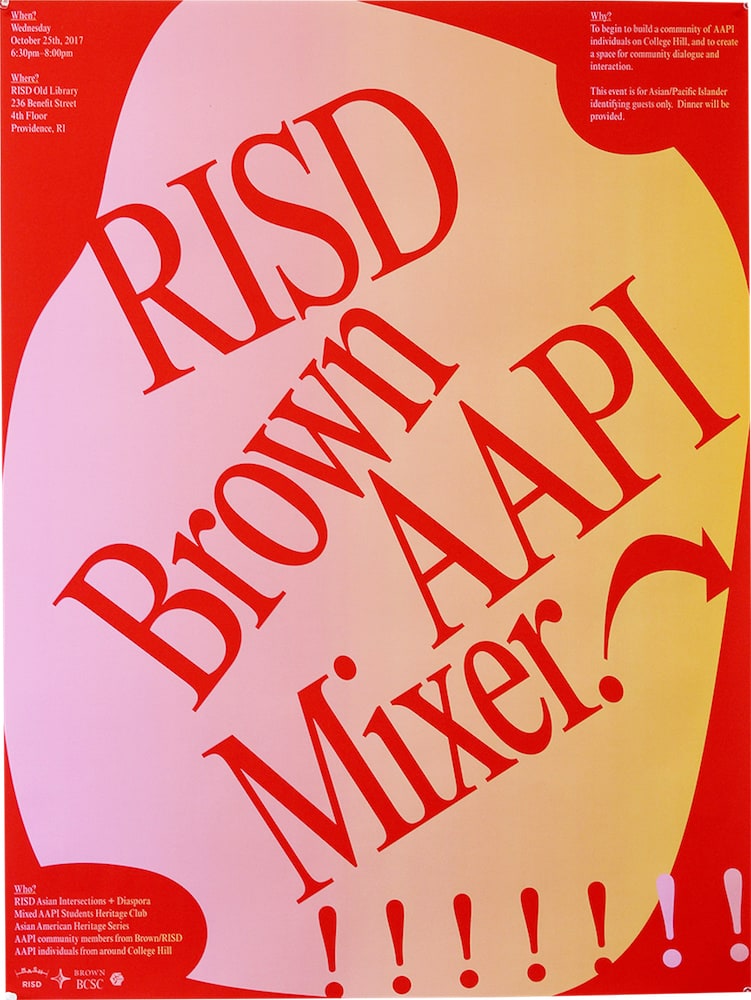 When?
Wednesday
October 25th, 2017
6:30pm–8:00pm
Where?
RISD Old Library
236 Benefit Street
4th Floor
Providence, RI
Why?
To begin to build a community of AAPI
individuals on College Hill, and to create
a space for community dialogue and
interaction.
This event is for Asian/Pacific Islander
identifying guests only. Dinner will be
provided.
RISD
Brown
AAPI
Mixer.
!!!!!!!
Who?
RISD Asian Intersections + Diaspora
Mixed AAPI Students Heritage Club
Asian American Heritage Series
AAPI community members from Brown/RISD
AAPI individuals from around College Hill
RISD
BROWN
BCSC